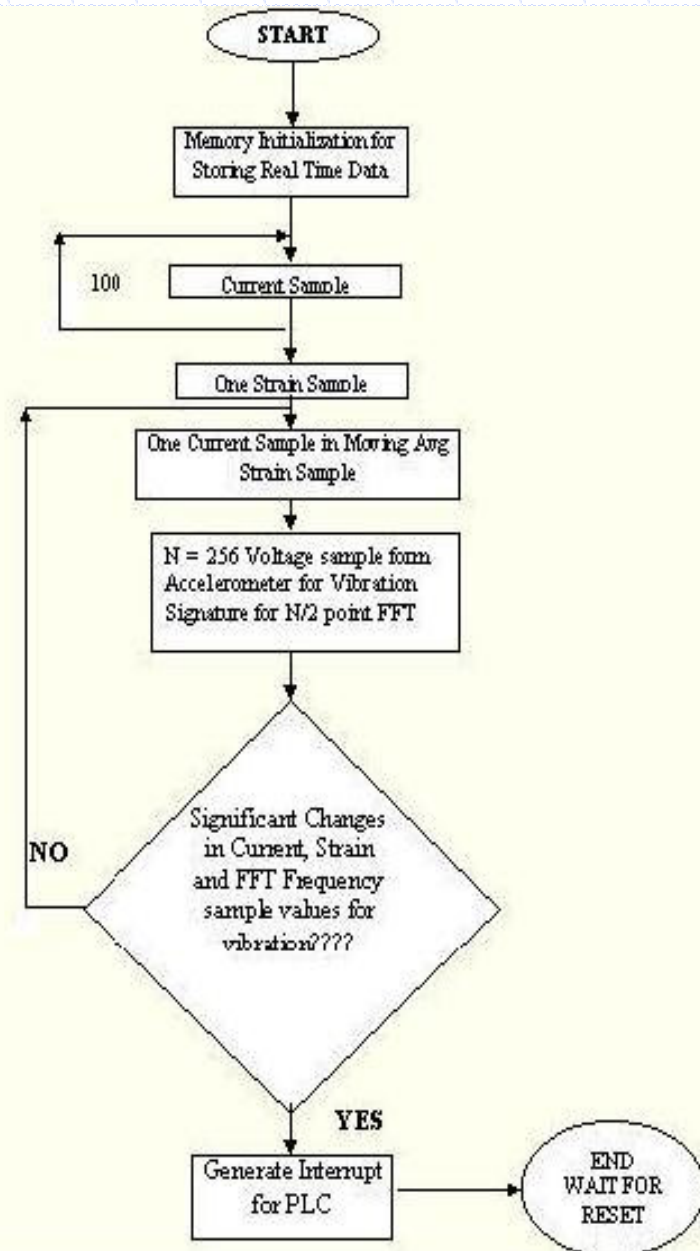 START
Memory Initialization for
Storing Real Time Data
100
Current Sample
One Strain Sample
One Current Sample in Moving Avg
Strain Sample
N = 256 Voltage sample form
Accelerometer for Vibration
Signature for N/2 point FFT
Significant Changes
in Current, Strain
and FFT Frequency
sample values for
vibration????
NO
YES
Generate Interrupt
for PLC
END
WAIT FOR
RESET